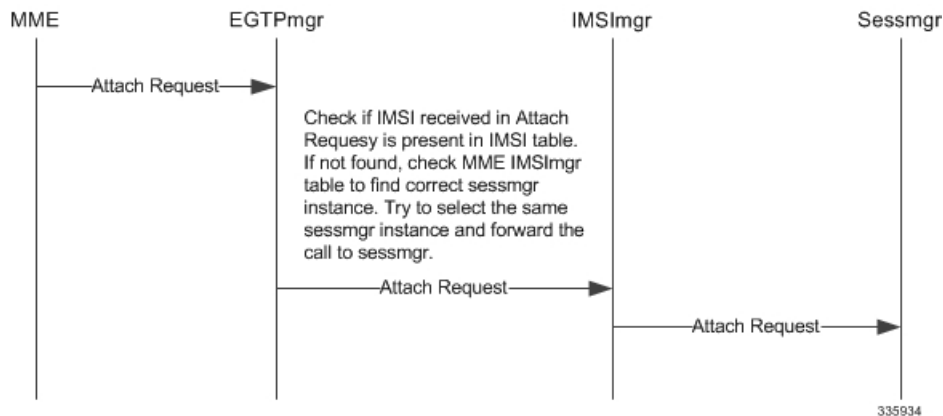 MME
EGTPmgr
IMSImgr
Sessmgr
Attach Request
Check if IMSI received in Attach
Requesy is present in IMSI table.
If not found, check MME IMSImgr
table to find correct sessmgr
instance. Try to select the same
sessmgr instance and forward the
call to sessmgr.
Attach Request
Attach Request
335934